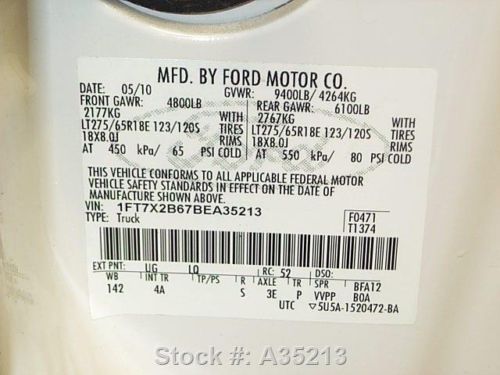 MFD. BY FORD MOTOR CO.
DATE: 05/10 GVWR: 9400LB/ 4264KG
FRONT GAWR: 4800LB REAR GAWR: 6100LB
2177KG WITH 2767KG WITH
LT275/65R18E 123/120S TIRES LT275/65R18E 123/120S TIRES
18X8.0J RIMS 18X8.0J RIMS
AT 450 kPa/ 65 PSI COLD AT 550 kPa/ 80 PSI COLD
THIS VEHICLE CONFORMS TO ALL APPLICABLE FEDERAL MOTOR
VEHICLE SAFETY STANDARDS IN EFFECT ON THE DATE OF
MANUFACTURE SHOWN ABOVE.
VIN: 1FT7X2B67BEA35213 F0471
TYPE: Truck T1374
EXT PNT: UG LQ RC: 52 DSO:
WB INT TR TP/PS R AXLE TR SPR BFA12
142 4A S 3E P VVPP BOA
UTC ▽5U5A-1520472-BA
Stock #: A35213